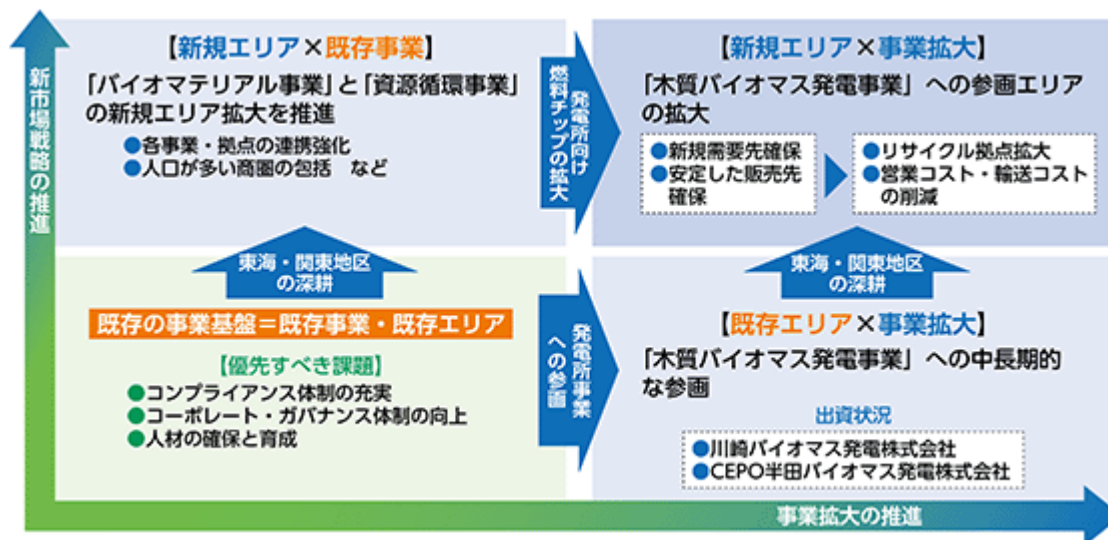 新市場戦略の推進
【新規エリア×既存事業】
「バイオマテリアル事業」と「資源循環事業」
の新規エリア拡大を推進
●各事業・拠点の連携強化
●人口が多い商圏の包括　など
発電所向け
燃料チップの拡大
【新規エリア×事業拡大】
「木質バイオマス発電事業」への参画エリア
の拡大
●新規需要先確保
●安定した販売先
確保
●リサイクル拠点拡大
●営業コスト・輸送コスト
の削減
東海・関東地区
の深耕
既存の事業基盤＝既存事業・既存エリア
【優先すべき課題】
●コンプライアンス体制の充実
●コーポレート・ガバナンス体制の向上
●人材の確保と育成
発電所事業
への参画
東海・関東地区
の深耕
【既存エリア×事業拡大】
「木質バイオマス発電事業」への中長期的
な参画
出資状況
●川崎バイオマス発電株式会社
●CEPO半田バイオマス発電株式会社
事業拡大の推進